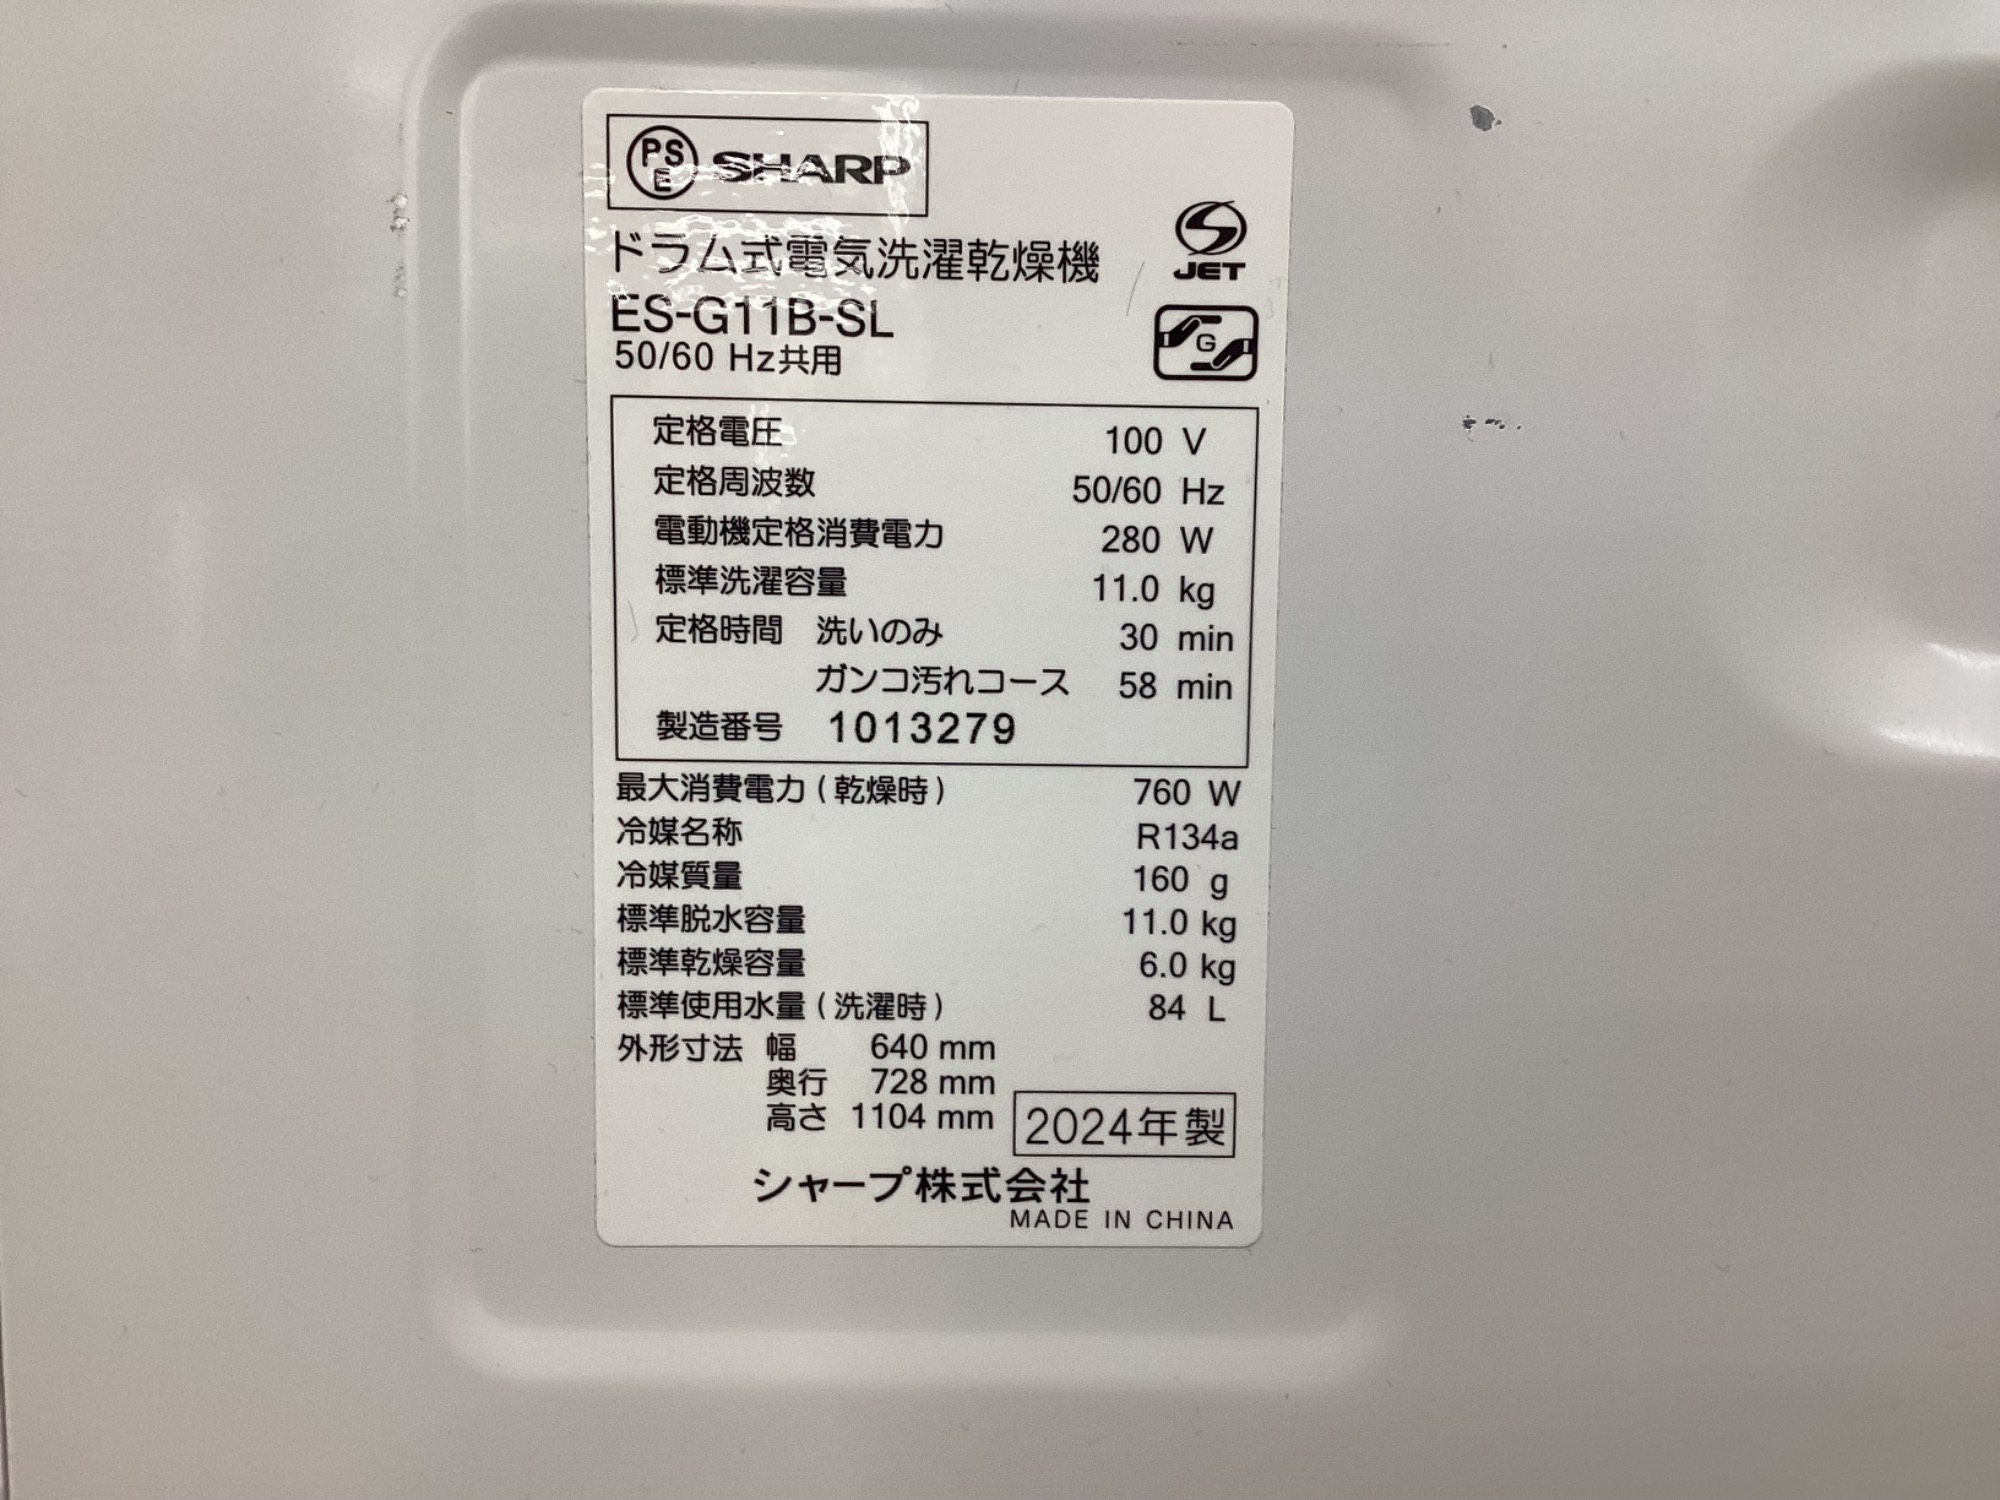 PSE SHARP
ドラム式電気洗濯乾燥機
JET
ES-G11B-SL
50/60 Hz共用
G
定格電圧 100 V
定格周波数 50/60 Hz
電動機定格消費電力 280 W
標準洗濯容量 11.0 kg
定格時間 洗いのみ 30 min
ガンコ汚れコース 58 min
製造番号 1013279
最大消費電力(乾燥時) 760 W
冷媒名称 R134a
冷媒質量 160 g
標準脱水容量 11.0 kg
標準乾燥容量 6.0 kg
標準使用水量(洗濯時) 84 L
外形寸法 幅 640 mm
奥行 728 mm
高さ 1104 mm
2024年製
シャープ株式会社
MADE IN CHINA